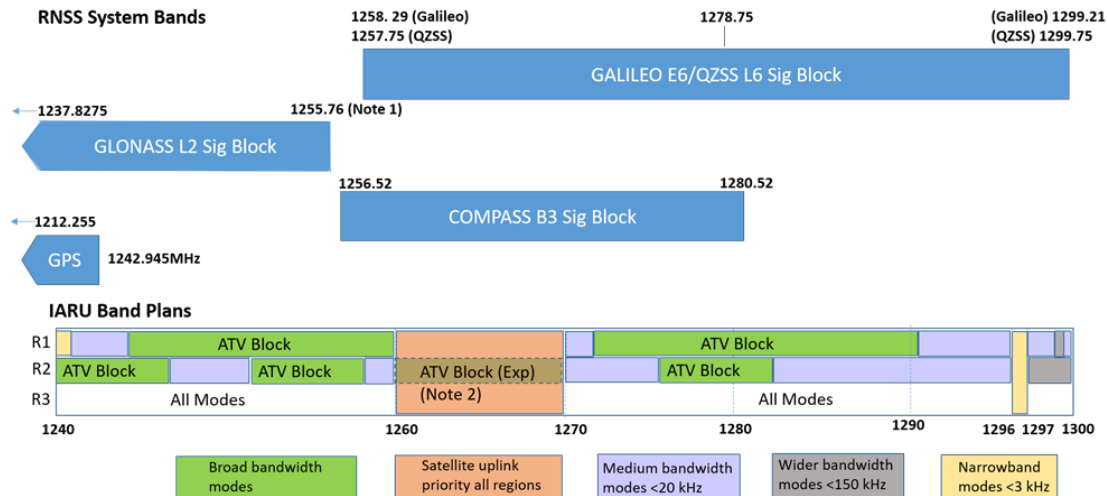 RNSS System Bands
1258. 29 (Galileo)
1257.75 (QZSS)
1278.75
(Galileo) 1299.21
(QZSS) 1299.75
GALILEO E6/QZSS L6 Sig Block
1237.8275
1255.76 (Note 1)
GLONASS L2 Sig Block
1256.52
1280.52
COMPASS B3 Sig Block
1212.255
GPS
1242.945MHz
IARU Band Plans
R1
ATV Block
ATV Block
R2
ATV Block
ATV Block
ATV Block (Exp)
(Note 2)
ATV Block
R3
All Modes
All Modes
1240
1260
1270
1280
1290
1296
1297
1300
Broad bandwidth
modes
Satellite uplink
priority all regions
Medium bandwidth
modes <20 kHz
Wider bandwidth
modes <150 kHz
Narrowband
modes <3 kHz